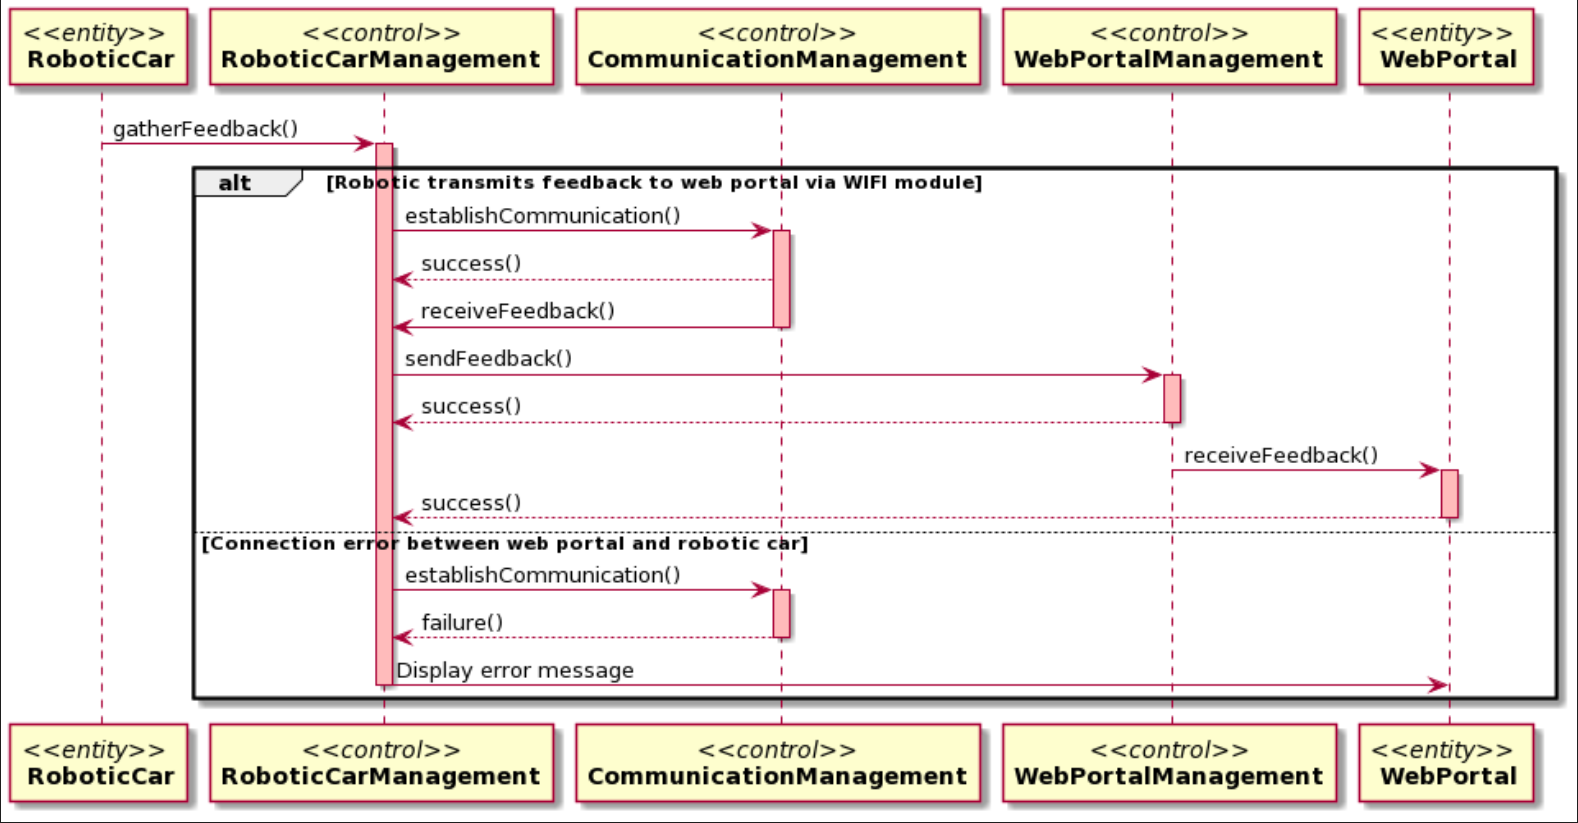 <<entity>>
RoboticCar
<<control>>
RoboticCarManagement
<<control>>
CommunicationManagement
<<control>>
WebPortalManagement
<<entity>>
WebPortal
gatherFeedback()
alt
[Robotic transmits feedback to web portal via WIFI module]
establishCommunication()
success()
receiveFeedback()
sendFeedback()
success()
receiveFeedback()
success()
[Connection error between web portal and robotic car]
establishCommunication()
failure()
Display error message
<<entity>>
RoboticCar
<<control>>
RoboticCarManagement
<<control>>
CommunicationManagement
<<control>>
WebPortalManagement
<<entity>>
WebPortal